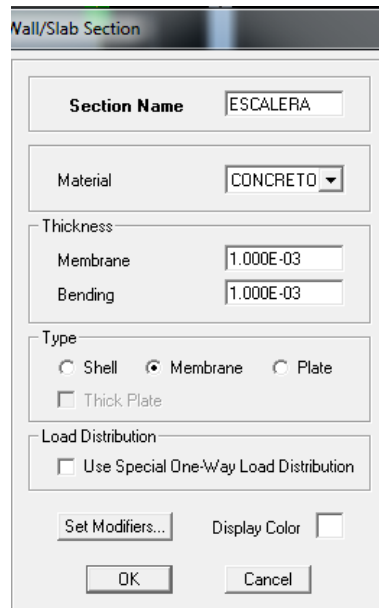 Wall/Slab Section
Section Name ESCALERA
Material CONCRETO
Thickness
Membrane 1.000E-03
Bending 1.000E-03
Type
Shell Membrane Plate
Thick Plate
Load Distribution
Use Special One-Way Load Distribution
Set Modifiers... Display Color
OK Cancel